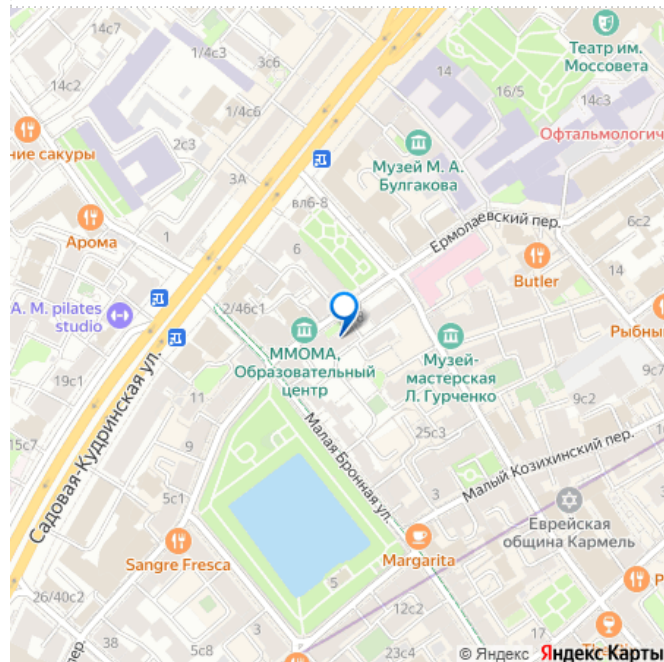 Театр им.
Моссовета
14
1/4с3
14с2
3с6
16/5
14с3
1/4с6
Офтальмологич
2с3
ние сакуры
Музей М. А.
Булгакова
3А
вл6-8
6с2
Арома
1
6
Ермолаевский пер.
Butler
14
А. M. pilates
studio
2/46с1
Рыбны
ММОМА,
Образовательный
центр
Музей-
мастерская
Л. Гурченко
19с1
Садовая-Кудринская ул.
11
9с2
15с7
9
Малая Бронная ул.
25с3
Малый Козихинский пер.
5с1
3
Еврейская
община Кармель
Sangre Fresca
Margarita
5
26/40с2
12с2
38
5
3
23с4
17
пер.
© Яндекс Яндекс Карты